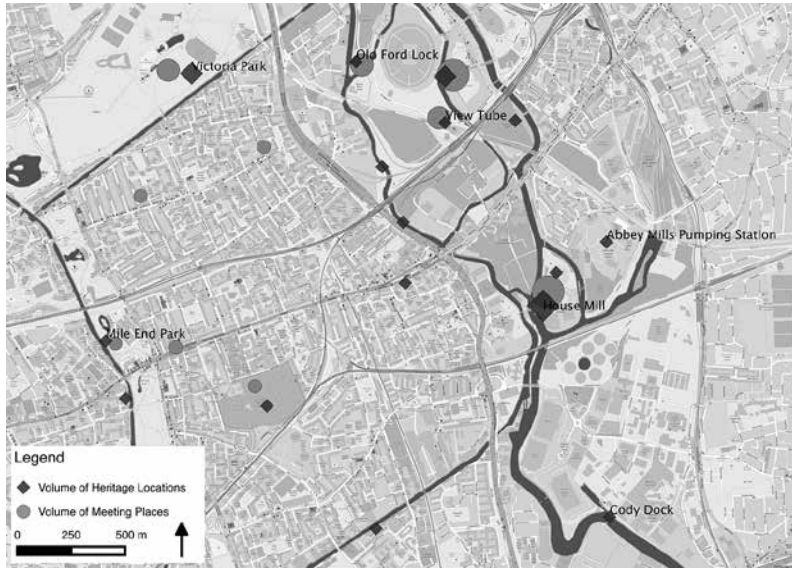 Old Ford Lock
Victoria Park
View Tube
Abbey Mills Pumping Station
House Mill
Mile End Park
Legend
Volume of Heritage Locations
Volume of Meeting Places
0 250 500 m
Cody Dock